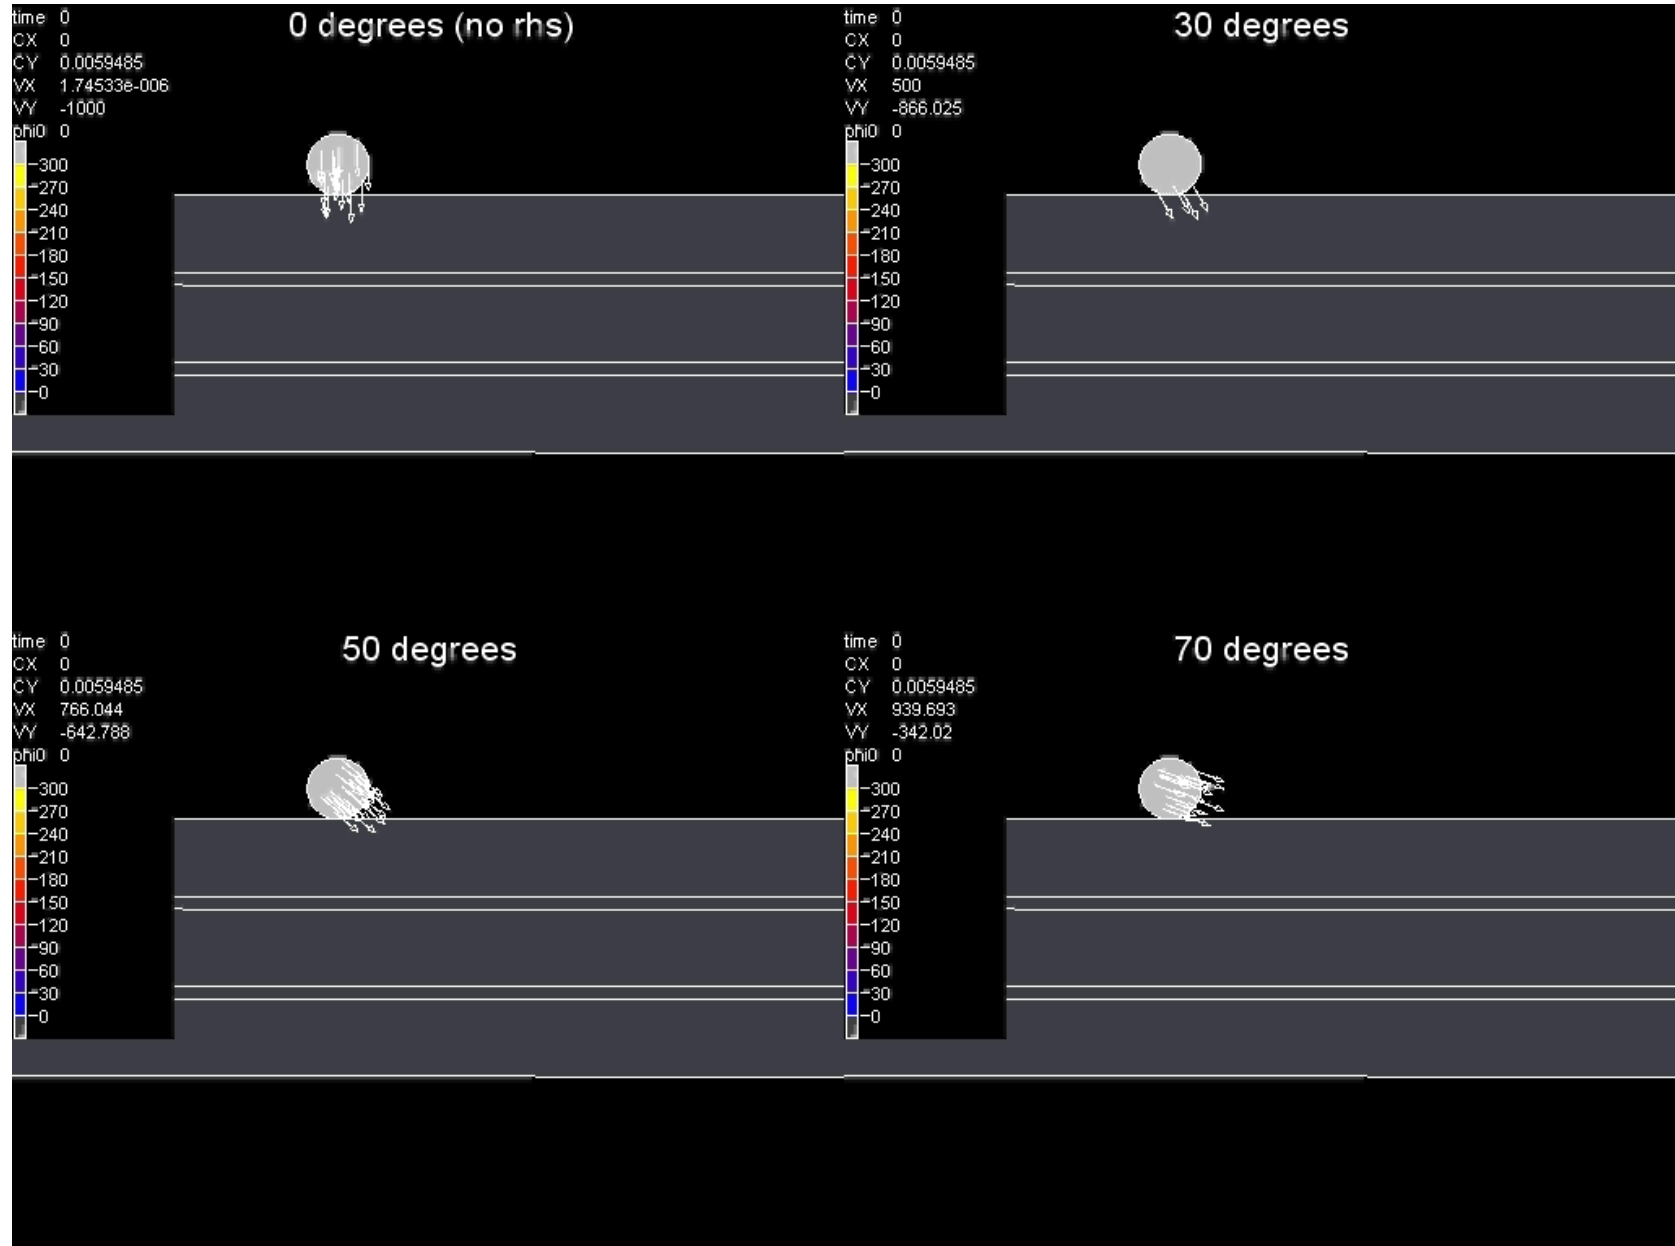 time 0
CX 0
CY 0.0059485
VX 1.74533e-006
VY -1000
phi0 0
0 degrees (no rhs)
-300
-270
-240
-210
-180
-150
-120
-90
-60
-30
-0
time 0
CX 0
CY 0.0059485
VX 500
VY -866.025
phi0 0
30 degrees
-300
-270
-240
-210
-180
-150
-120
-90
-60
-30
-0
time 0
CX 0
CY 0.0059485
VX 766.044
VY -642.788
phi0 0
50 degrees
-300
-270
-240
-210
-180
-150
-120
-90
-60
-30
-0
time 0
CX 0
CY 0.0059485
VX 939.693
VY -342.02
phi0 0
70 degrees
-300
-270
-240
-210
-180
-150
-120
-90
-60
-30
-0